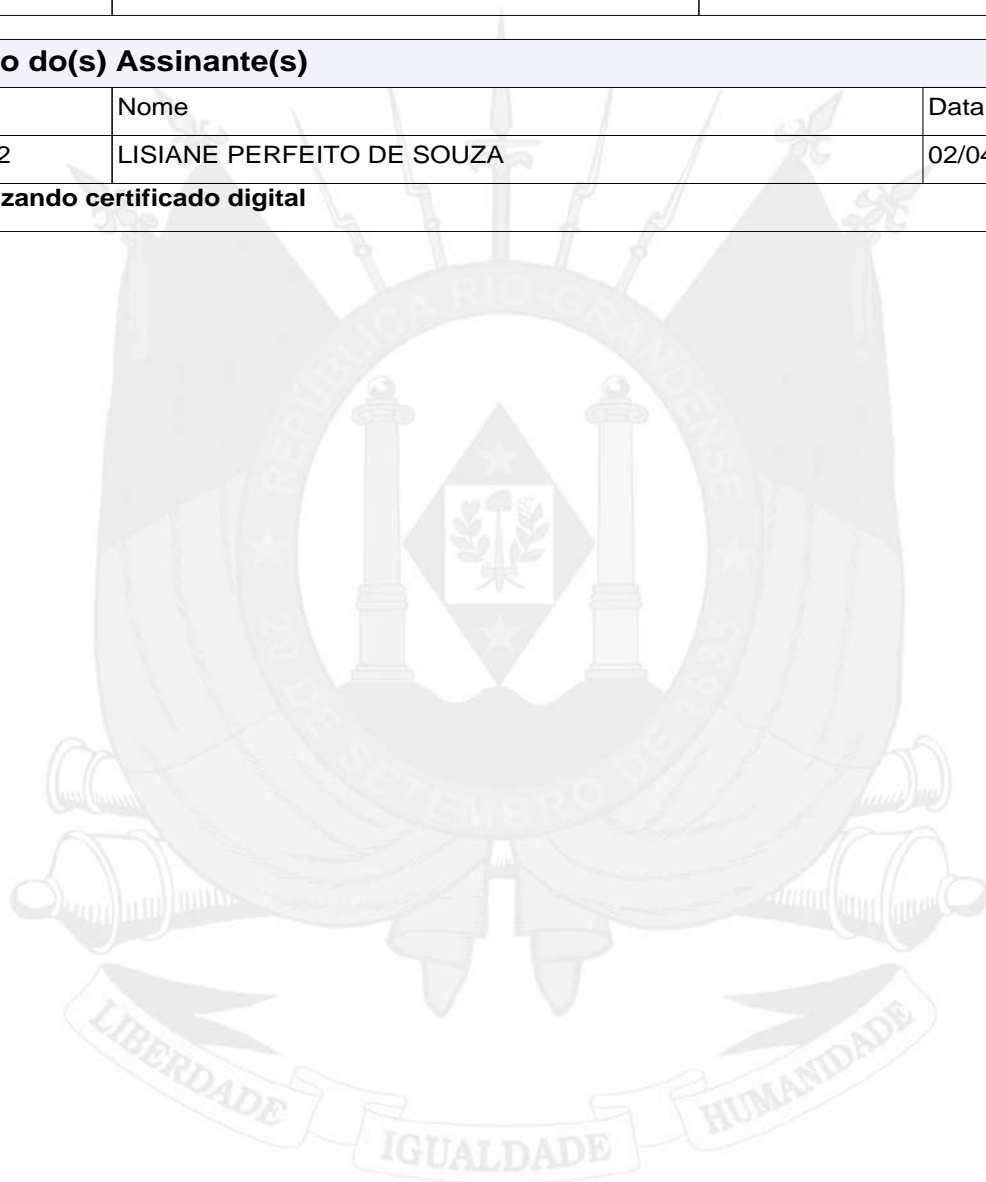 o do(s) Assinante(s)
Nome Data
2 LISIANE PERFEITO DE SOUZA 02/04
zando certificado digital
REPÚBLICA RIO-GRANDENSE
20 DE SETEMBRO DE 1835
LIBERDADE IGUALDADE HUMANIDADE